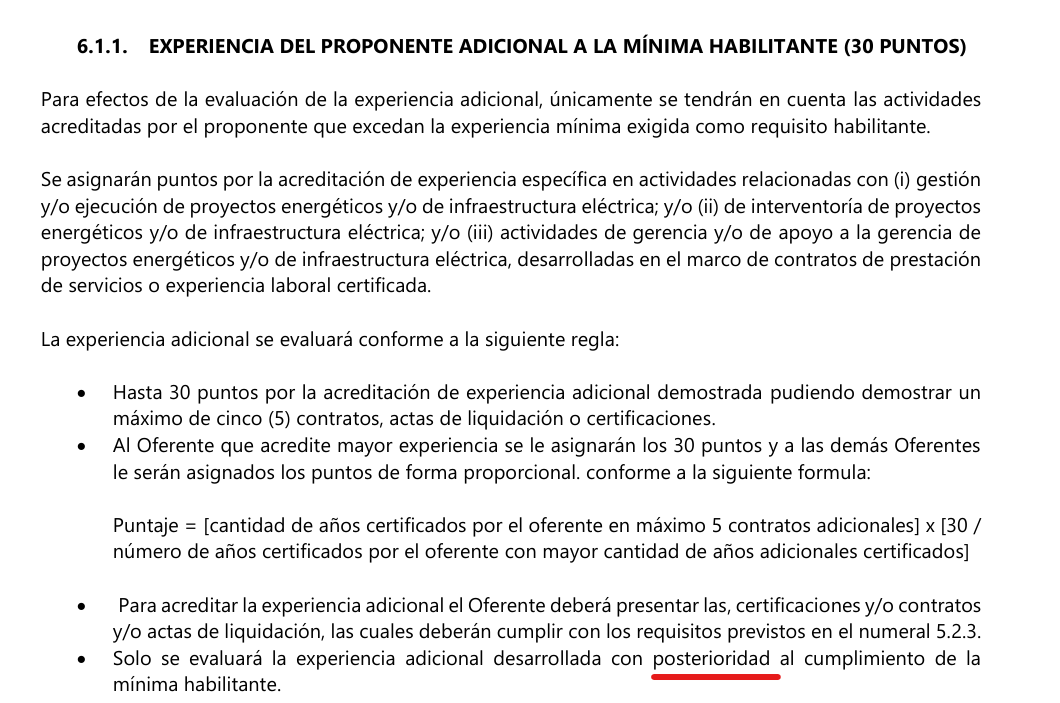 6.1.1. EXPERIENCIA DEL PROPONENTE ADICIONAL A LA MÍNIMA HABILITANTE (30 PUNTOS)
Para efectos de la evaluación de la experiencia adicional, únicamente se tendrán en cuenta las actividades
acreditadas por el proponente que excedan la experiencia mínima exigida como requisito habilitante.
Se asignarán puntos por la acreditación de experiencia específica en actividades relacionadas con (i) gestión
y/o ejecución de proyectos energéticos y/o de infraestructura eléctrica; y/o (ii) de interventoría de proyectos
energéticos y/o de infraestructura eléctrica; y/o (iii) actividades de gerencia y/o de apoyo a la gerencia de
proyectos energéticos y/o de infraestructura eléctrica, desarrolladas en el marco de contratos de prestación
de servicios o experiencia laboral certificada.
La experiencia adicional se evaluará conforme a la siguiente regla:
• Hasta 30 puntos por la acreditación de experiencia adicional demostrada pudiendo demostrar un
máximo de cinco (5) contratos, actas de liquidación o certificaciones.
• Al Oferente que acredite mayor experiencia se le asignarán los 30 puntos y a las demás Oferentes
le serán asignados los puntos de forma proporcional. conforme a la siguiente formula:
Puntaje = [cantidad de años certificados por el oferente en máximo 5 contratos adicionales] x [30 /
número de años certificados por el oferente con mayor cantidad de años adicionales certificados]
• Para acreditar la experiencia adicional el Oferente deberá presentar las, certificaciones y/o contratos
y/o actas de liquidación, las cuales deberán cumplir con los requisitos previstos en el numeral 5.2.3.
• Solo se evaluará la experiencia adicional desarrollada con posterioridad al cumplimiento de la
mínima habilitante.